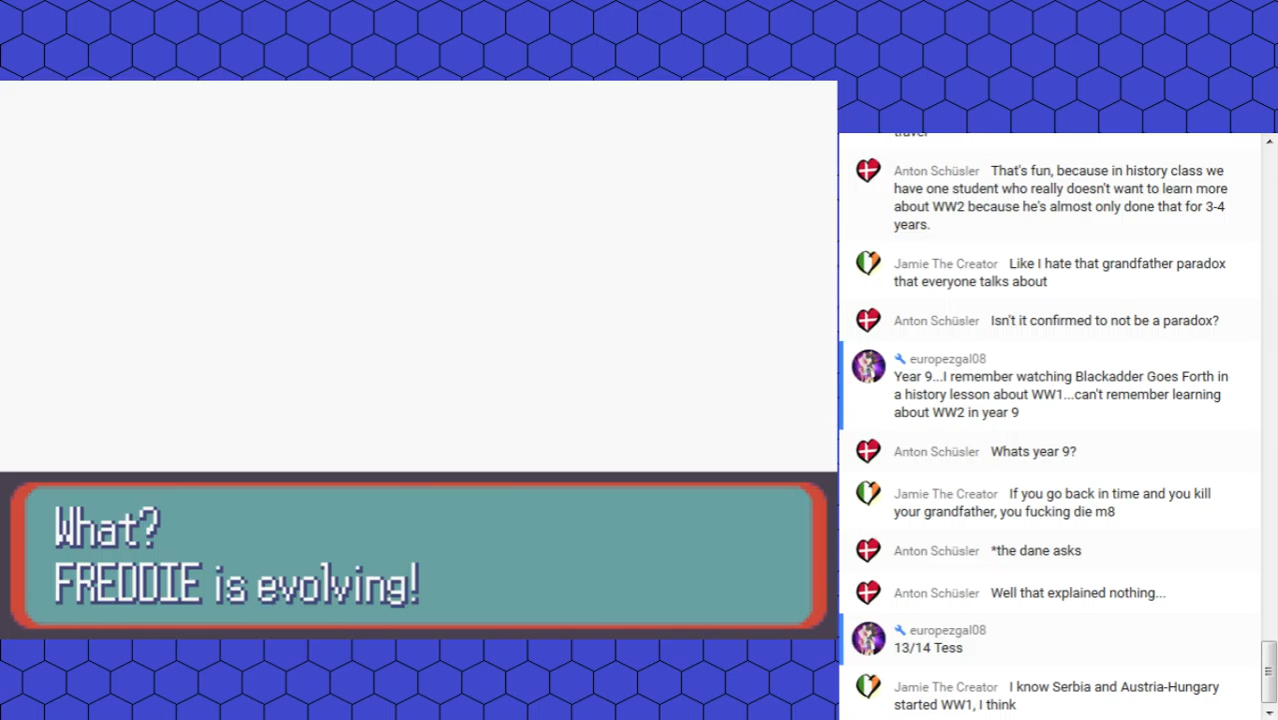 What?
FREDDIE is evolving!
travel
Anton Schüsler That's fun, because in history class we
have one student who really doesn't want to learn more
about WW2 because he's almost only done that for 3-4
years.
Jamie The Creator Like I hate that grandfather paradox
that everyone talks about
Anton Schüsler Isn't it confirmed to not be a paradox?
europezgal08
Year 9...I remember watching Blackadder Goes Forth in
a history lesson about WW1...can't remember learning
about WW2 in year 9
Anton Schüsler Whats year 9?
Jamie The Creator If you go back in time and you kill
your grandfather, you fucking die m8
Anton Schüsler *the dane asks
Anton Schüsler Well that explained nothing...
europezgal08
13/14 Tess
Jamie The Creator I know Serbia and Austria-Hungary
started WW1, I think